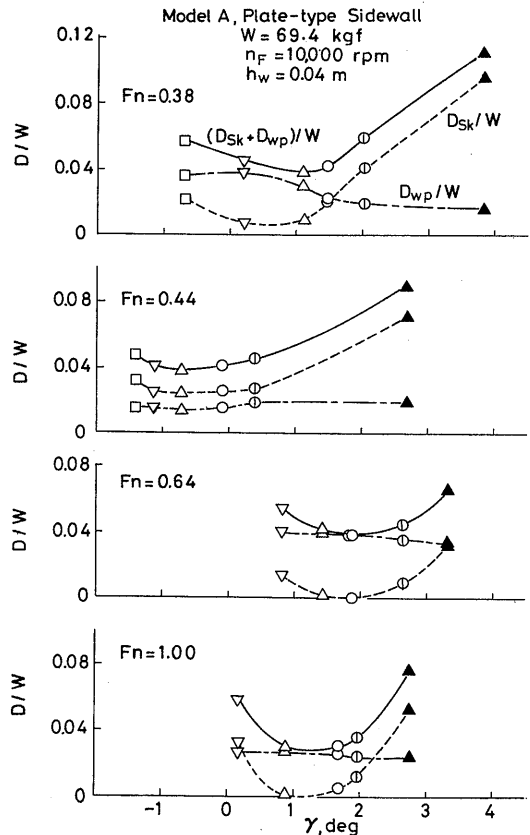 Model A, Plate-type Sidewall
W = 69.4 kgf
n_F = 10,000 rpm
h_w = 0.04 m
0.12
0.08
0.04
0
D/W
Fn=0.38
(D_Sk + D_wp)/W
D_Sk/W
D_wp/W
0.08
0.04
0
D/W
Fn=0.44
0.08
0.04
0
D/W
Fn=0.64
0.08
0.04
0
D/W
Fn=1.00
-1 0 1 2 3 4
γ, deg